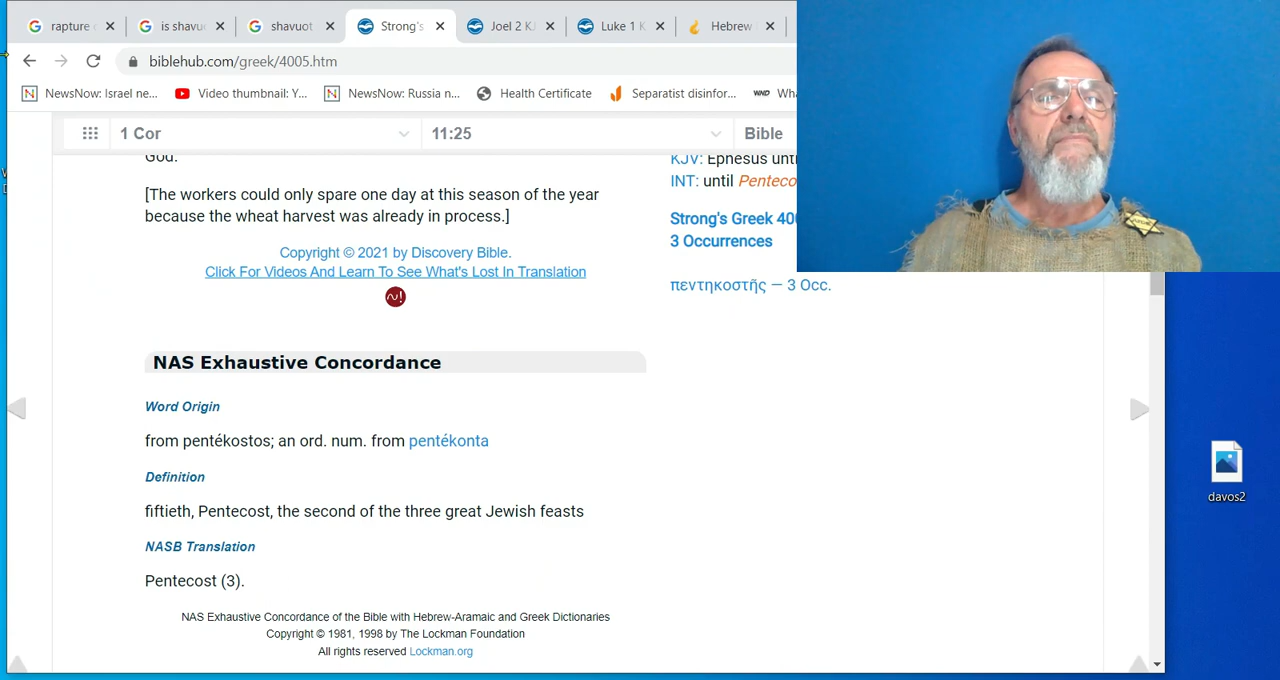 rapture
is shavu
shavuot
Strong's
Joel 2 KJ
Luke 1 K
Hebrew
biblehub.com/greek/4005.htm
NewsNow: Israel ne...
Video thumbnail: Y...
NewsNow: Russia n...
Health Certificate
Separatist disinfor...
WND
1 Cor
11:25
Bible
God.
[The workers could only spare one day at this season of the year
because the wheat harvest was already in process.]
Copyright © 2021 by Discovery Bible.
Click For Videos And Learn To See What's Lost In Translation
KJV: Ephesus unti
INT: until Penteco
Strong's Greek 400
3 Occurrences
πεντηκοστῆς — 3 Occ.
NAS Exhaustive Concordance
Word Origin
from pentékostos; an ord. num. from pentékonta
Definition
fiftieth, Pentecost, the second of the three great Jewish feasts
NASB Translation
Pentecost (3).
NAS Exhaustive Concordance of the Bible with Hebrew-Aramaic and Greek Dictionaries
Copyright © 1981, 1998 by The Lockman Foundation
All rights reserved Lockman.org
davos2